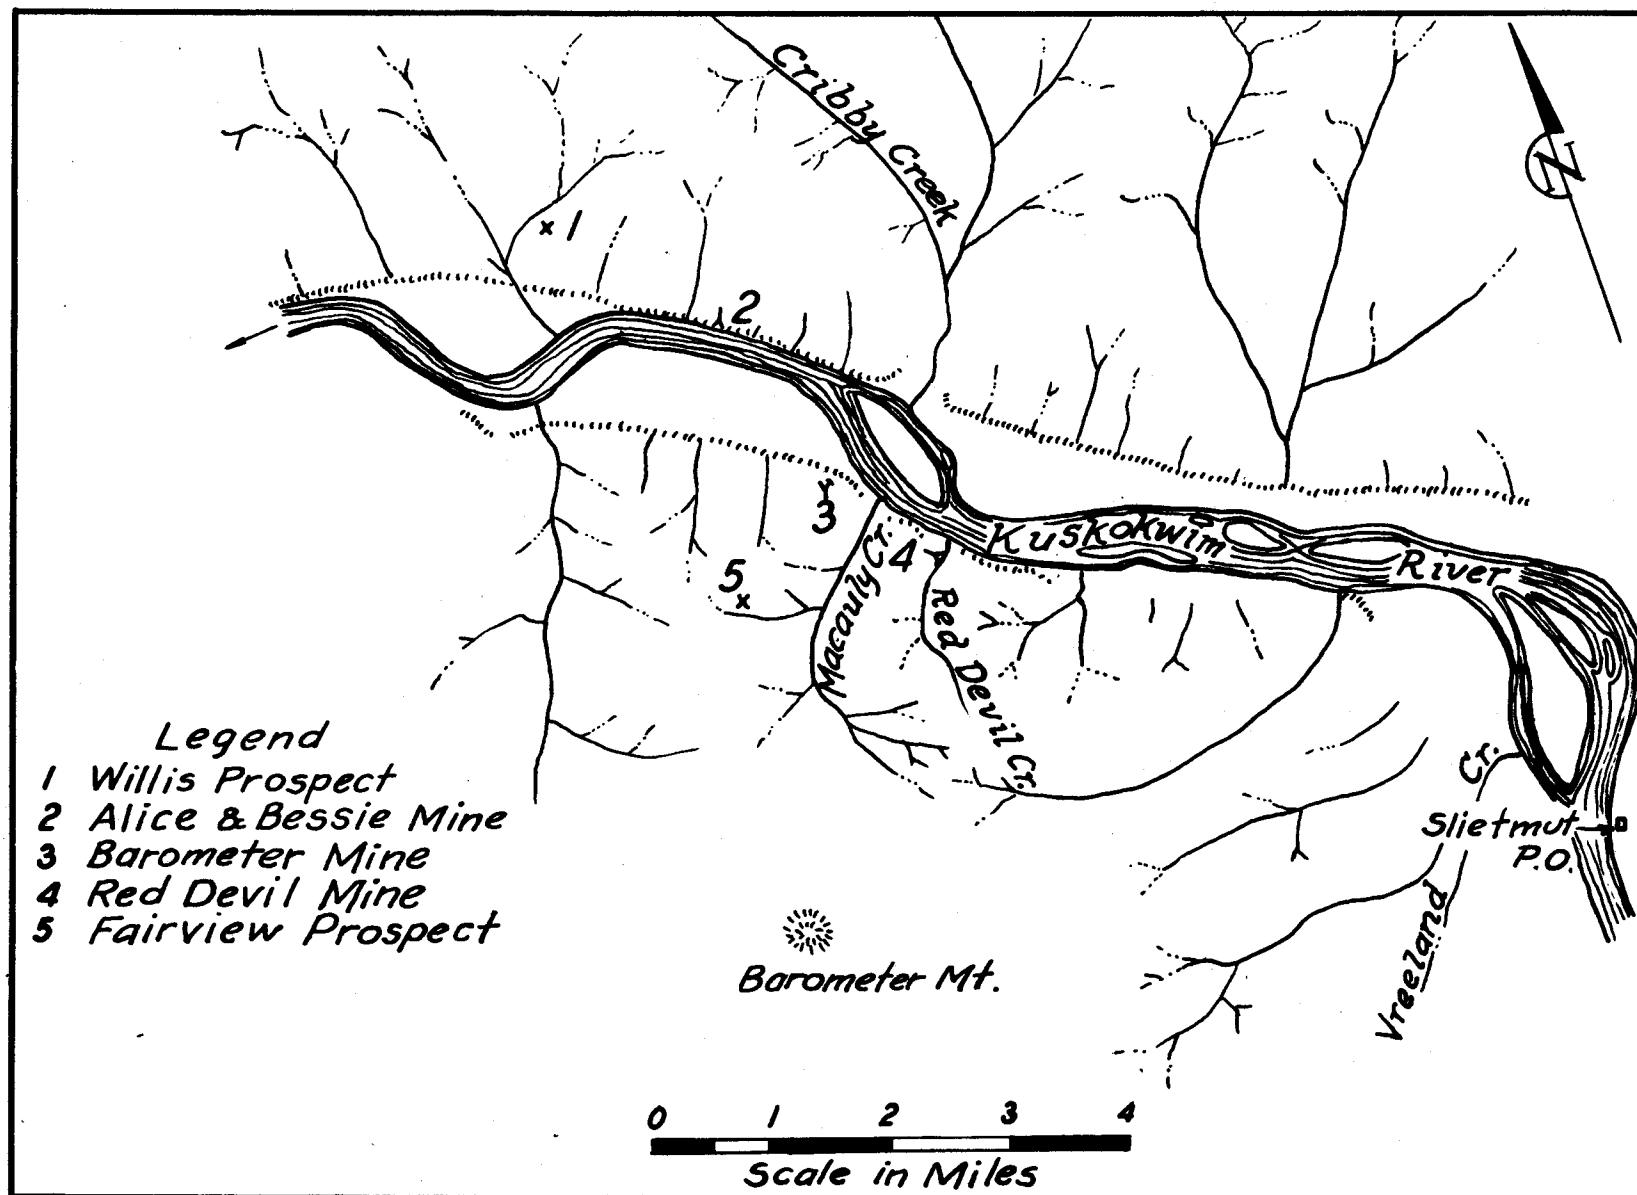 Cribby Creek
N
1
2
3
4
5
Kuskokwim River
Macauly Cr.
Red Devil Cr.
Cr.
Slietmut
P.O.
Vreeland
Legend
1 Willis Prospect
2 Alice & Bessie Mine
3 Barometer Mine
4 Red Devil Mine
5 Fairview Prospect
Barometer Mt.
0 1 2 3 4
Scale in Miles